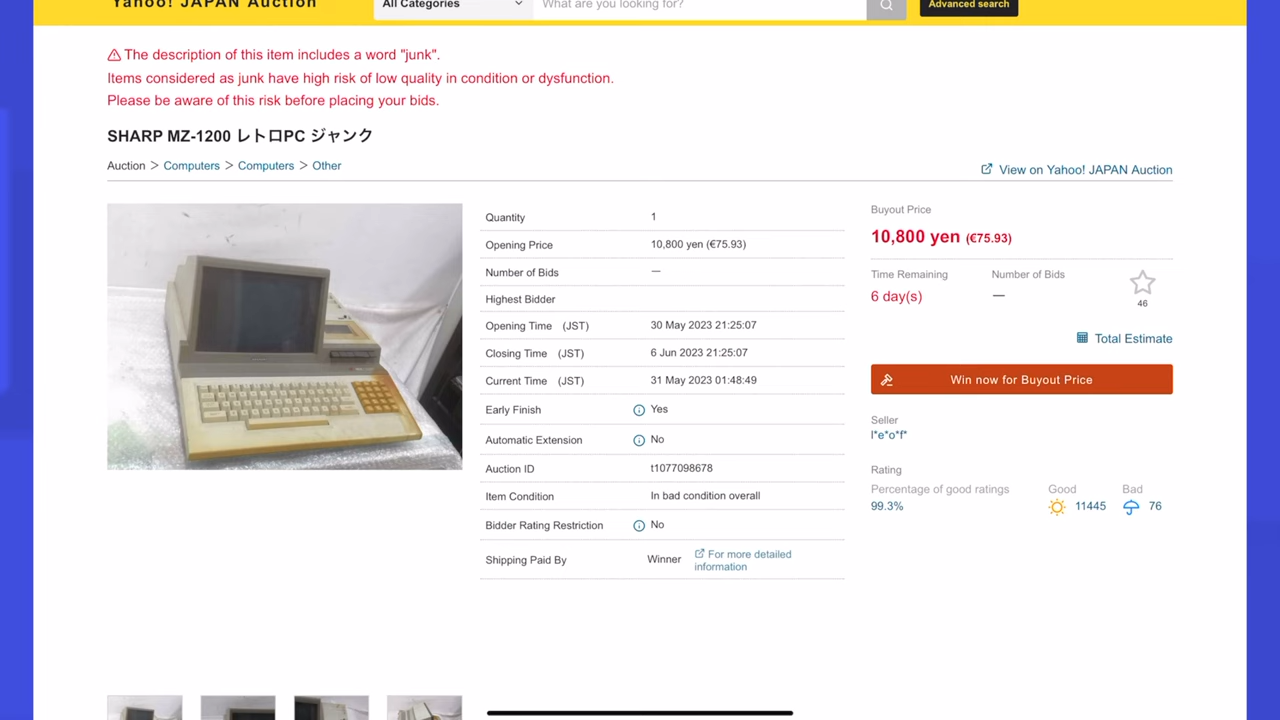 Yahoo! JAPAN Auction
All Categories
What are you looking for?
Advanced search
The description of this item includes a word "junk".
Items considered as junk have high risk of low quality in condition or dysfunction.
Please be aware of this risk before placing your bids.
SHARP MZ-1200 レトロPC ジャンク
Auction > Computers > Computers > Other
View on Yahoo! JAPAN Auction
Quantity 1
Opening Price 10,800 yen (€75.93)
Number of Bids —
Highest Bidder
Opening Time (JST) 30 May 2023 21:25:07
Closing Time (JST) 6 Jun 2023 21:25:07
Current Time (JST) 31 May 2023 01:48:49
Early Finish Yes
Automatic Extension No
Auction ID t1077098678
Item Condition In bad condition overall
Bidder Rating Restriction No
Shipping Paid By Winner For more detailed
information
Buyout Price
10,800 yen (€75.93)
Time Remaining Number of Bids
6 day(s) —
46
Total Estimate
Win now for Buyout Price
Seller
l*e*o*f*
Rating
Percentage of good ratings Good Bad
99.3% 11445 76